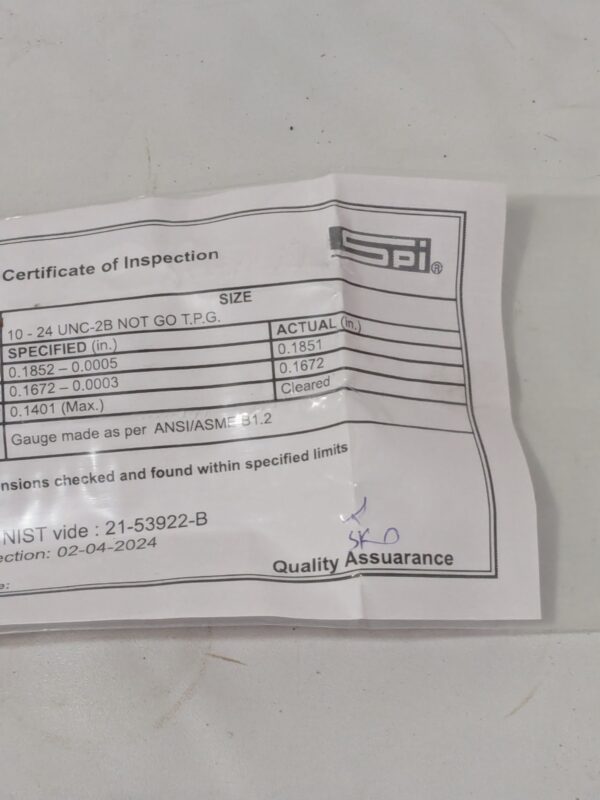 Spi®
Certificate of Inspection
SIZE
10 - 24 UNC-2B NOT GO T.P.G.
SPECIFIED (in.) ACTUAL (in.)
0.1852 – 0.0005 0.1851
0.1672 – 0.0003 0.1672
0.1401 (Max.) Cleared
Gauge made as per ANSI/ASME B1.2
nsions checked and found within specified limits
NIST vide : 21-53922-B
ection: 02-04-2024
Quality Assuarance
e: